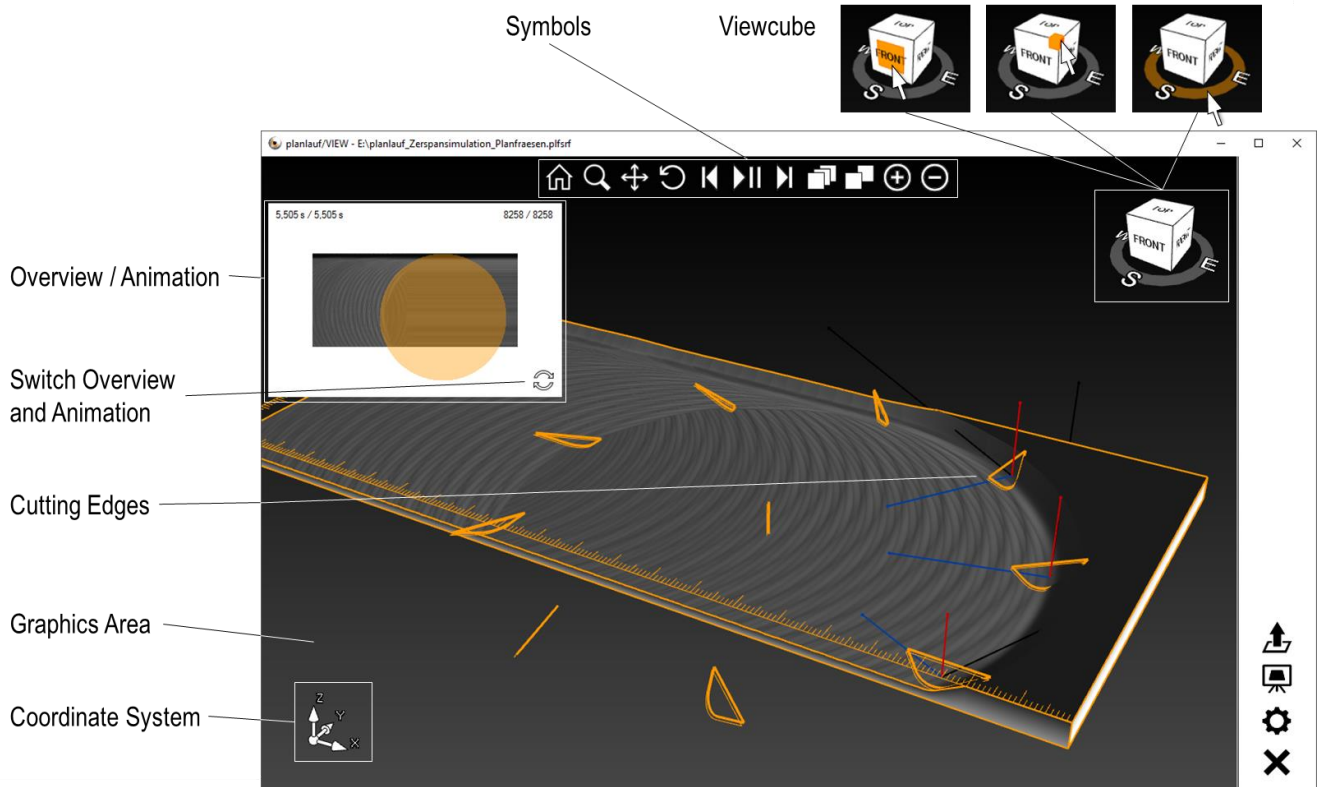 Symbols
Viewcube
TOP
FRONT
W
S
E
TOP
FRONT
W
S
E
TOP
FRONT
W
S
E
planlauf/VIEW - E:\planlauf_Zerspansimulation_Planfraesen.plfsrf
5,505 s / 5,505 s
8258 / 8258
TOP
FRONT
W
S
E
Overview / Animation
Switch Overview
and Animation
Cutting Edges
Graphics Area
Coordinate System
Z
Y
X